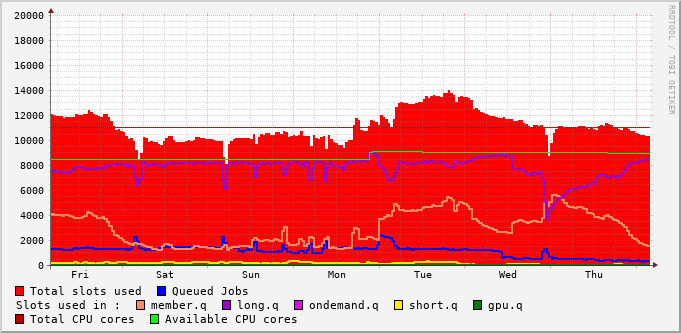 20000
18000
16000
14000
12000
10000
8000
6000
4000
2000
0
Fri Sat Sun Mon Tue Wed Thu
RRDTOOL / TOBI OETIKER
Total slots used Queued Jobs
Slots used in : member.q long.q ondemand.q short.q gpu.q
Total CPU cores Available CPU cores